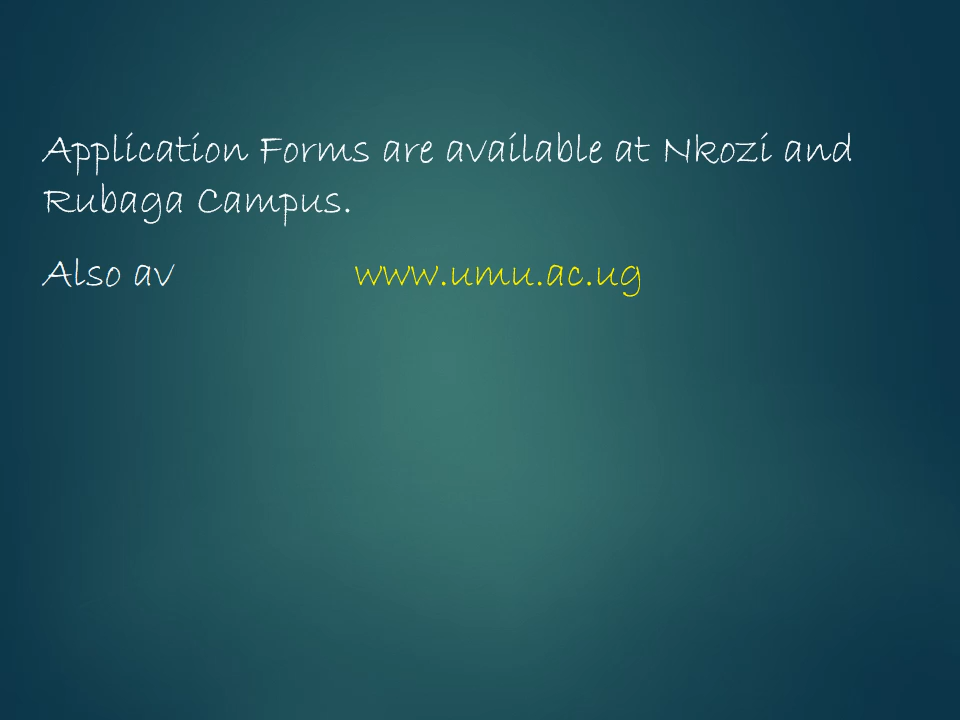 Application Forms are available at Nkozi and
Rubaga Campus.
Also av www.umu.ac.ug